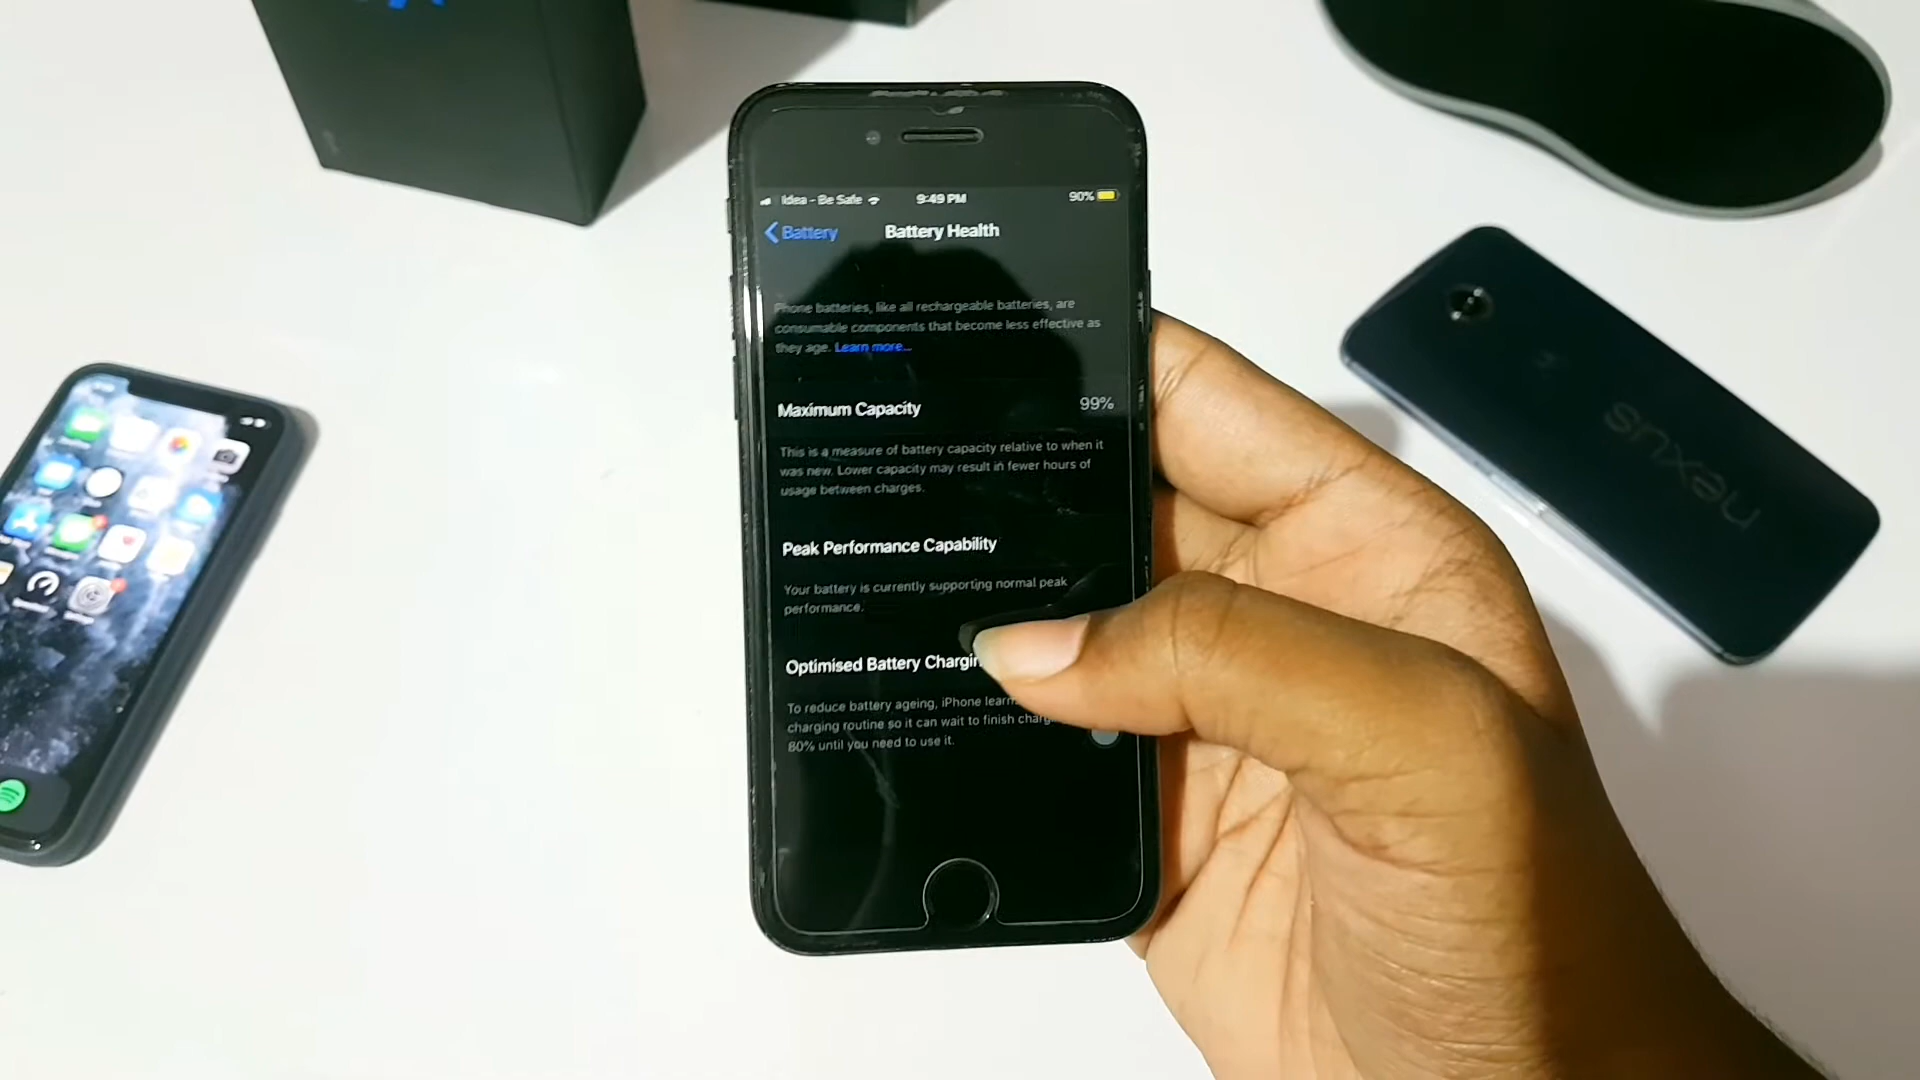 Idea - Be Safe 9:49 PM 90%
Battery Battery Health
Phone batteries, like all rechargeable batteries, are
consumable components that become less effective as
they age. Learn more...
Maximum Capacity 99%
This is a measure of battery capacity relative to when it
was new. Lower capacity may result in fewer hours of
usage between charges.
Peak Performance Capability
Your battery is currently supporting normal peak
performance.
Optimised Battery Chargin
To reduce battery ageing, iPhone learn
charging routine so it can wait to finish charg
80% until you need to use it.
nexus